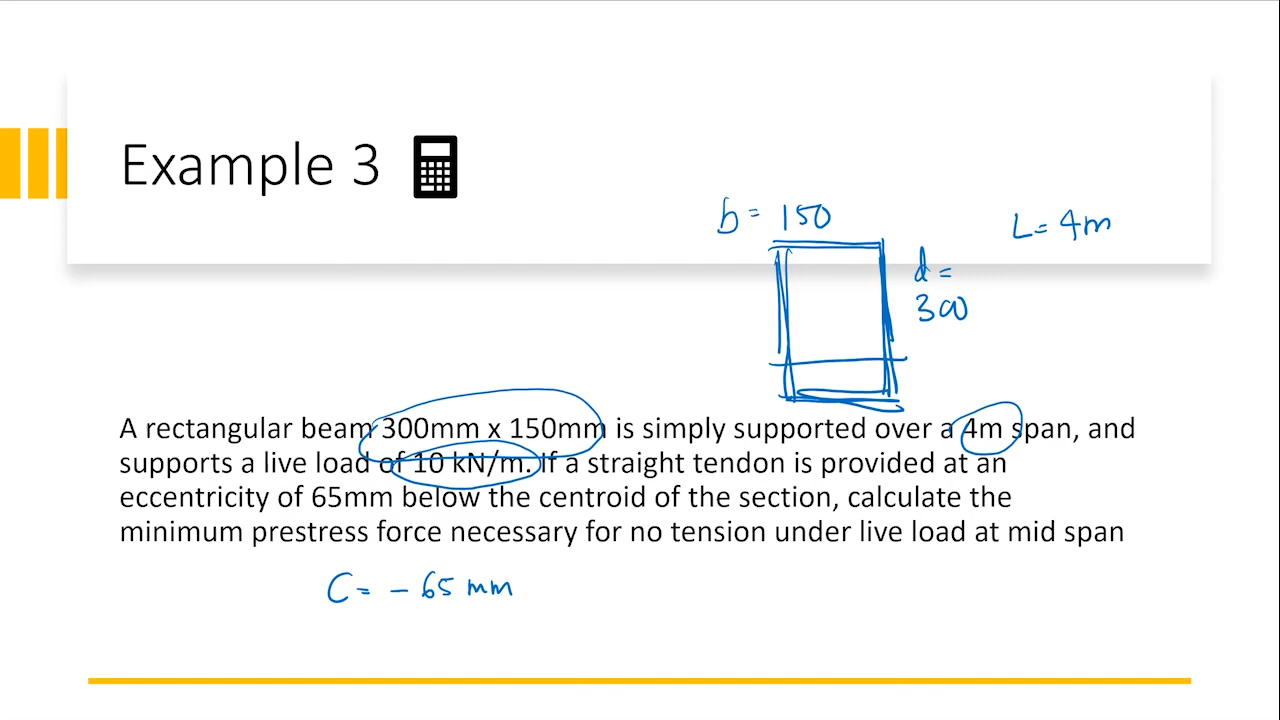 Example 3
b = 150
L = 4m
d =
300
A rectangular beam 300mm x 150mm is simply supported over a 4m span, and
supports a live load of 10 kN/m. If a straight tendon is provided at an
eccentricity of 65mm below the centroid of the section, calculate the
minimum prestress force necessary for no tension under live load at mid span
C = - 65 mm